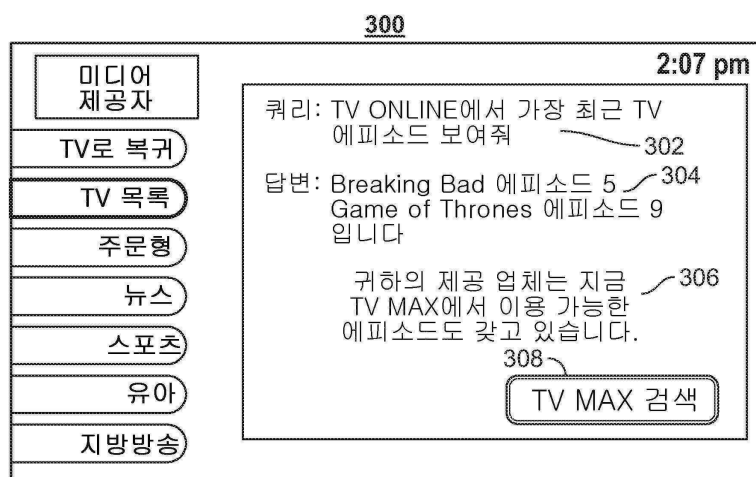 300
2:07 pm
미디어
제공자
TV로 복귀
TV 목록
주문형
뉴스
스포츠
유아
지방방송
쿼리: TV ONLINE에서 가장 최근 TV
에피소드 보여줘
302
답변: Breaking Bad 에피소드 5
304
Game of Thrones 에피소드 9
입니다
귀하의 제공 업체는 지금
306
TV MAX에서 이용 가능한
에피소드도 갖고 있습니다.
308
TV MAX 검색